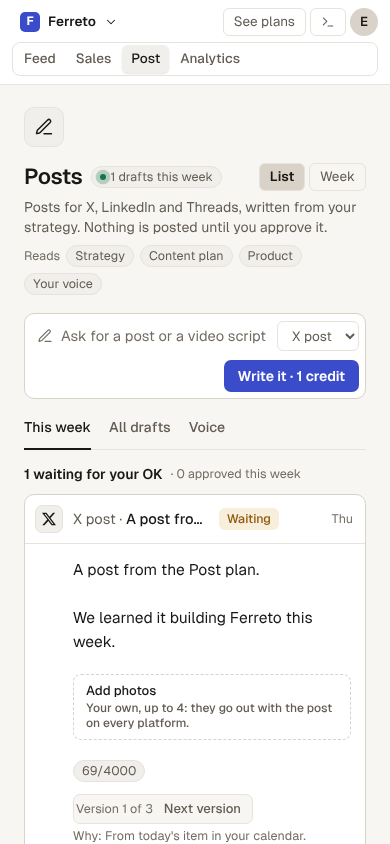 F Ferreto See plans >_ E
Feed Sales Post Analytics
Posts 1 drafts this week List Week
Posts for X, LinkedIn and Threads, written from your
strategy. Nothing is posted until you approve it.
Reads Strategy Content plan Product
Your voice
Ask for a post or a video script X post
Write it · 1 credit
This week All drafts Voice
1 waiting for your OK · 0 approved this week
X post · A post fro... Waiting Thu
A post from the Post plan.
We learned it building Ferreto this
week.
Add photos
Your own, up to 4: they go out with the post
on every platform.
69/4000
Version 1 of 3 Next version
Why: From today's item in your calendar.